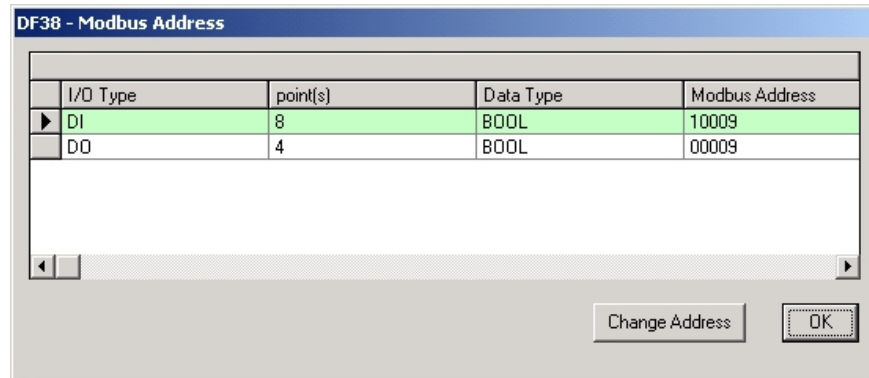 DF38 - Modbus Address
I/O Type point(s) Data Type Modbus Address
DI 8 BOOL 10009
DO 4 BOOL 00009
Change Address OK